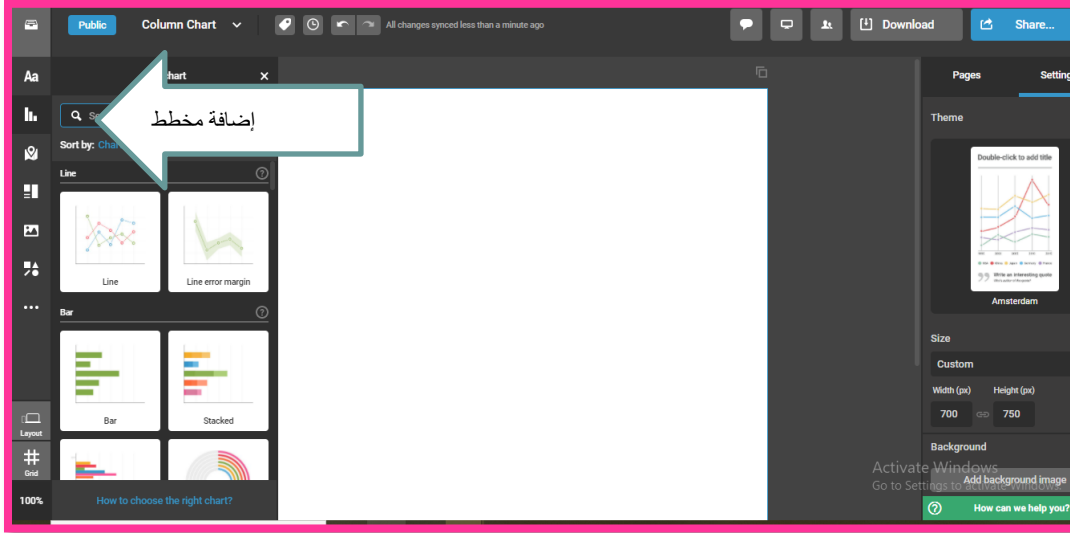 Public
Column Chart
All changes synced less than a minute ago
Download
Share...
Aa
chart
إضافة مخطط
Sort by:
Line
Line
Line error margin
Bar
Bar
Stacked
How to choose the right chart?
Layout
Grid
100%
Pages
Theme
Double-click to add title
Write an interesting quote
Amsterdam
Size
Custom
Width (px)
Height (px)
700
750
Background
Activate Windows
Go to Settings to activate Windows.
Add background image
How can we help you?